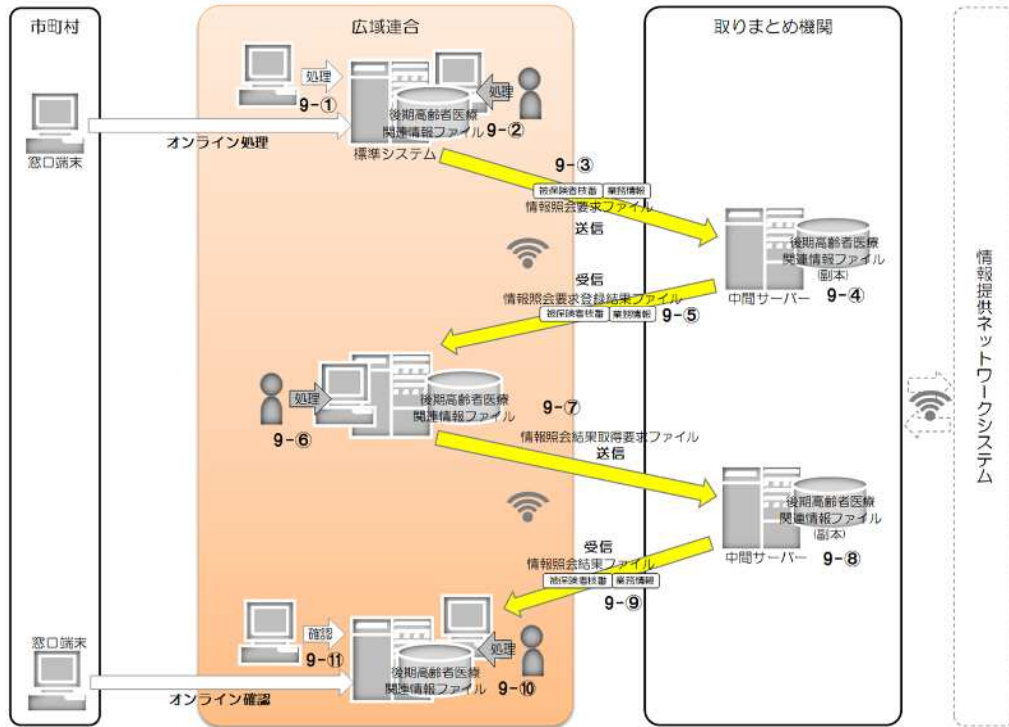 市町村
広域連合
取りまとめ機関
処理
9-①
処理
9-②
後期高齢者医療
関連情報ファイル
標準システム
窓口端末
オンライン処理
9-③
被保険者枝番 業務情報
情報照会要求ファイル
送信
後期高齢者医療
関連情報ファイル
(副本)
中間サーバー
9-④
受信
情報照会要求登録結果ファイル
被保険者枝番 業務情報
9-⑤
処理
9-⑥
後期高齢者医療
関連情報ファイル
9-⑦
情報照会結果取得要求ファイル
送信
後期高齢者医療
関連情報ファイル
(副本)
中間サーバー
9-⑧
受信
情報照会結果ファイル
被保険者枝番 業務情報
9-⑨
確認
9-⑪
処理
9-⑩
後期高齢者医療
関連情報ファイル
窓口端末
オンライン確認
情報提供ネットワークシステム